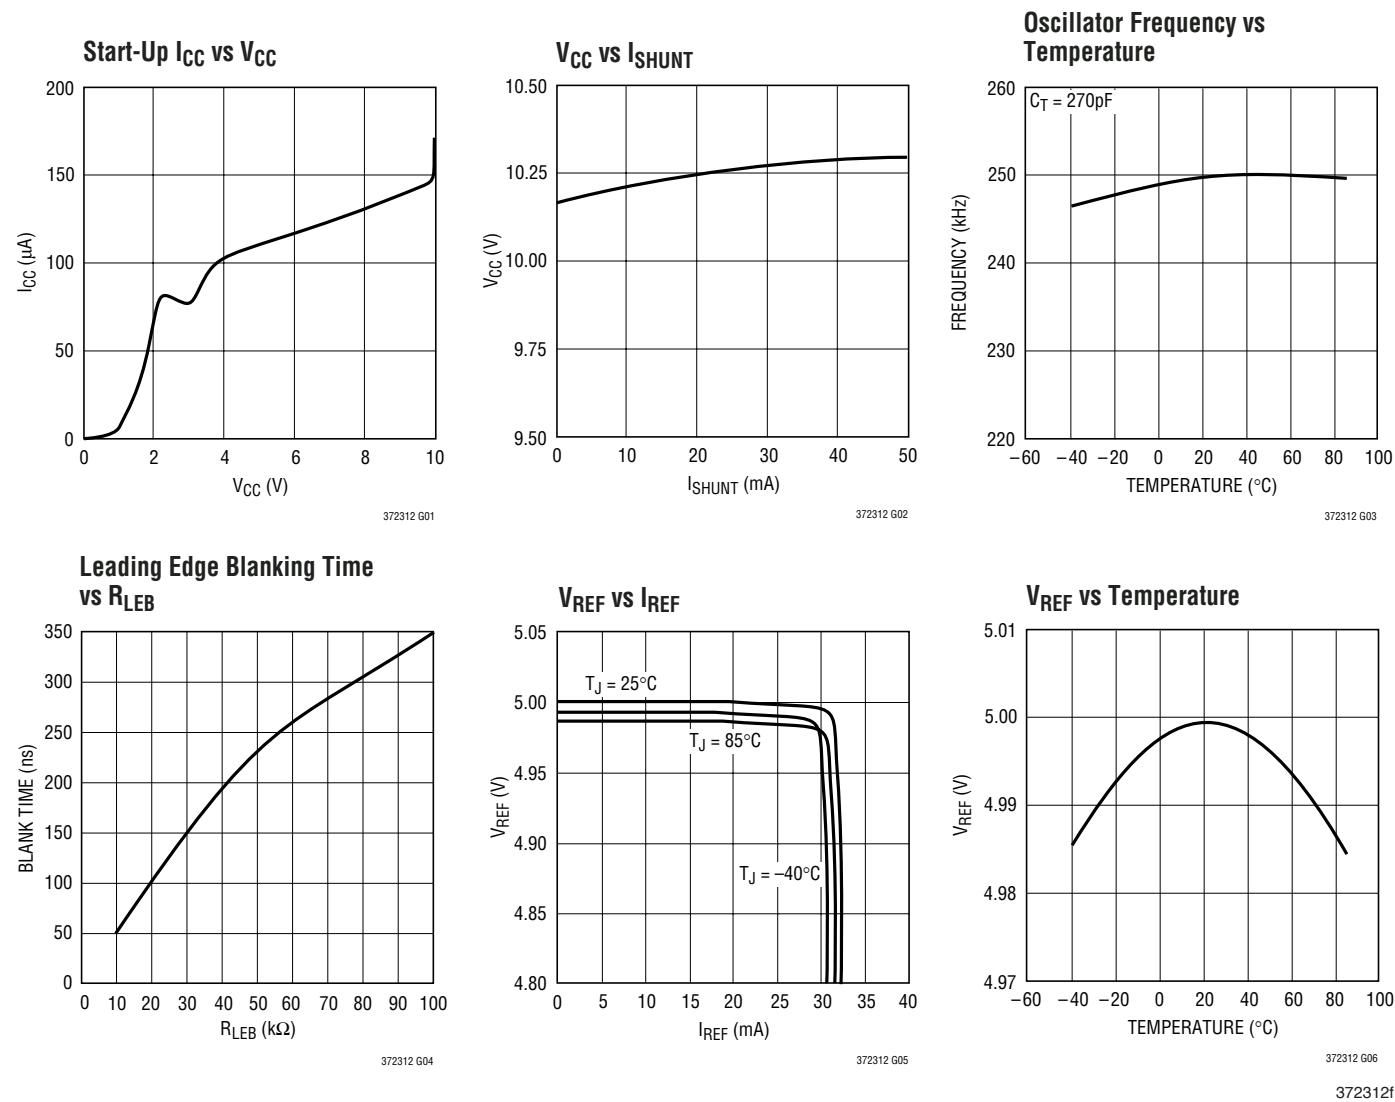 Start-Up ICC vs VCC
200
150
100
50
0
0 2 4 6 8 10
ICC (µA)
VCC (V)
372312 G01
VCC vs ISHUNT
10.50
10.25
10.00
9.75
9.50
0 10 20 30 40 50
VCC (V)
ISHUNT (mA)
372312 G02
Oscillator Frequency vs
Temperature
CT = 270pF
260
250
240
230
220
–60 –40 –20 0 20 40 60 80 100
FREQUENCY (kHz)
TEMPERATURE (°C)
372312 G03
Leading Edge Blanking Time
vs RLEB
350
300
250
200
150
100
50
0
0 10 20 30 40 50 60 70 80 90 100
BLANK TIME (ns)
RLEB (kΩ)
372312 G04
VREF vs IREF
5.05
5.00
4.95
4.90
4.85
4.80
TJ = 25°C
TJ = 85°C
TJ = –40°C
0 5 10 15 20 25 30 35 40
VREF (V)
IREF (mA)
372312 G05
VREF vs Temperature
5.01
5.00
4.99
4.98
4.97
–60 –40 –20 0 20 40 60 80 100
VREF (V)
TEMPERATURE (°C)
372312 G06
372312f